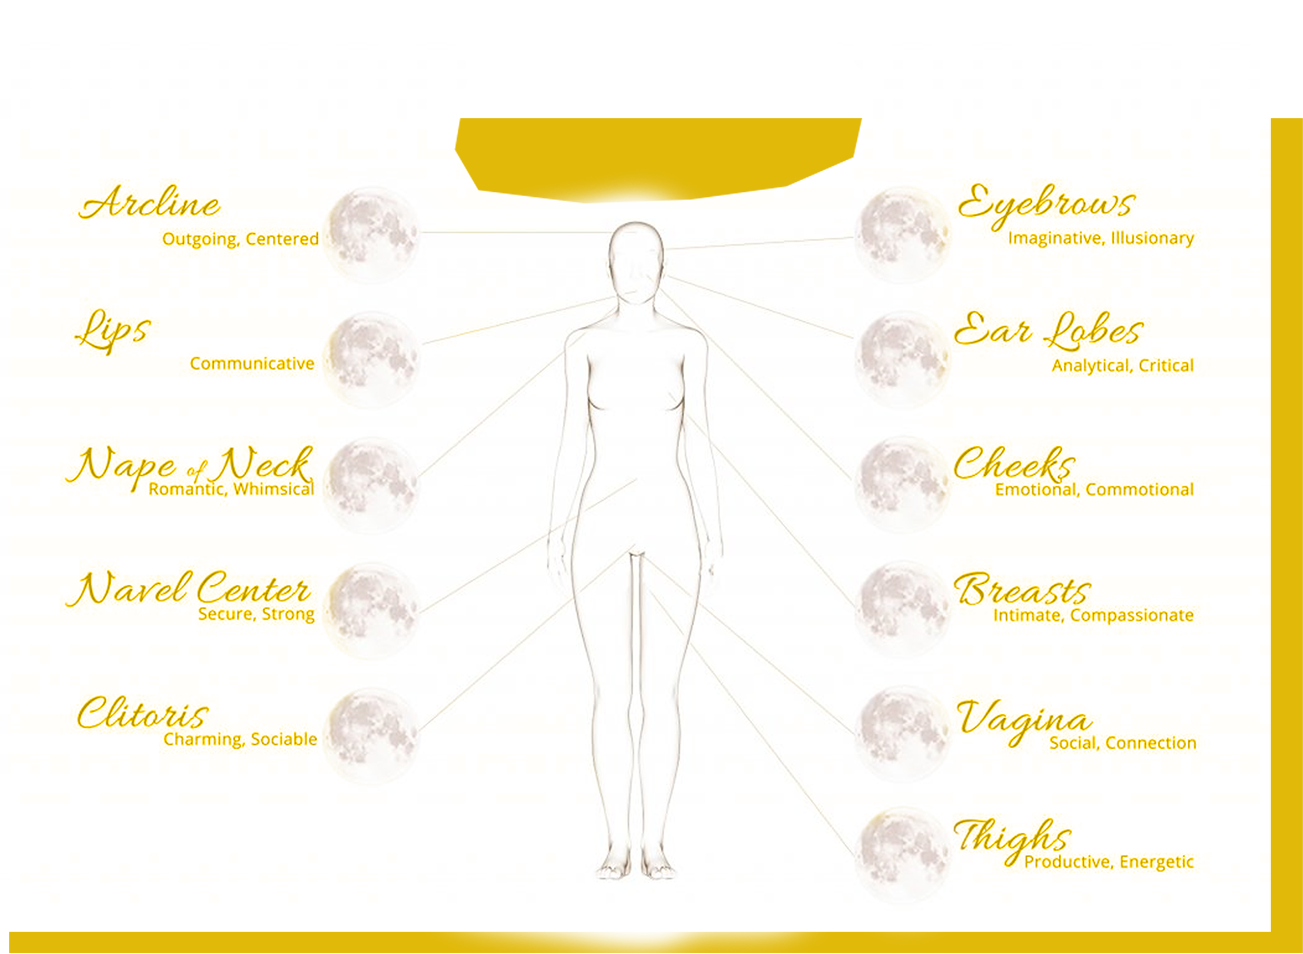 Arcline
Outgoing, Centered
Lips
Communicative
Nape of Neck
Romantic, Whimsical
Navel Center
Secure, Strong
Clitoris
Charming, Sociable
Eyebrows
Imaginative, Illusionary
Ear Lobes
Analytical, Critical
Cheeks
Emotional, Commotional
Breasts
Intimate, Compassionate
Vagina
Social, Connection
Thighs
Productive, Energetic